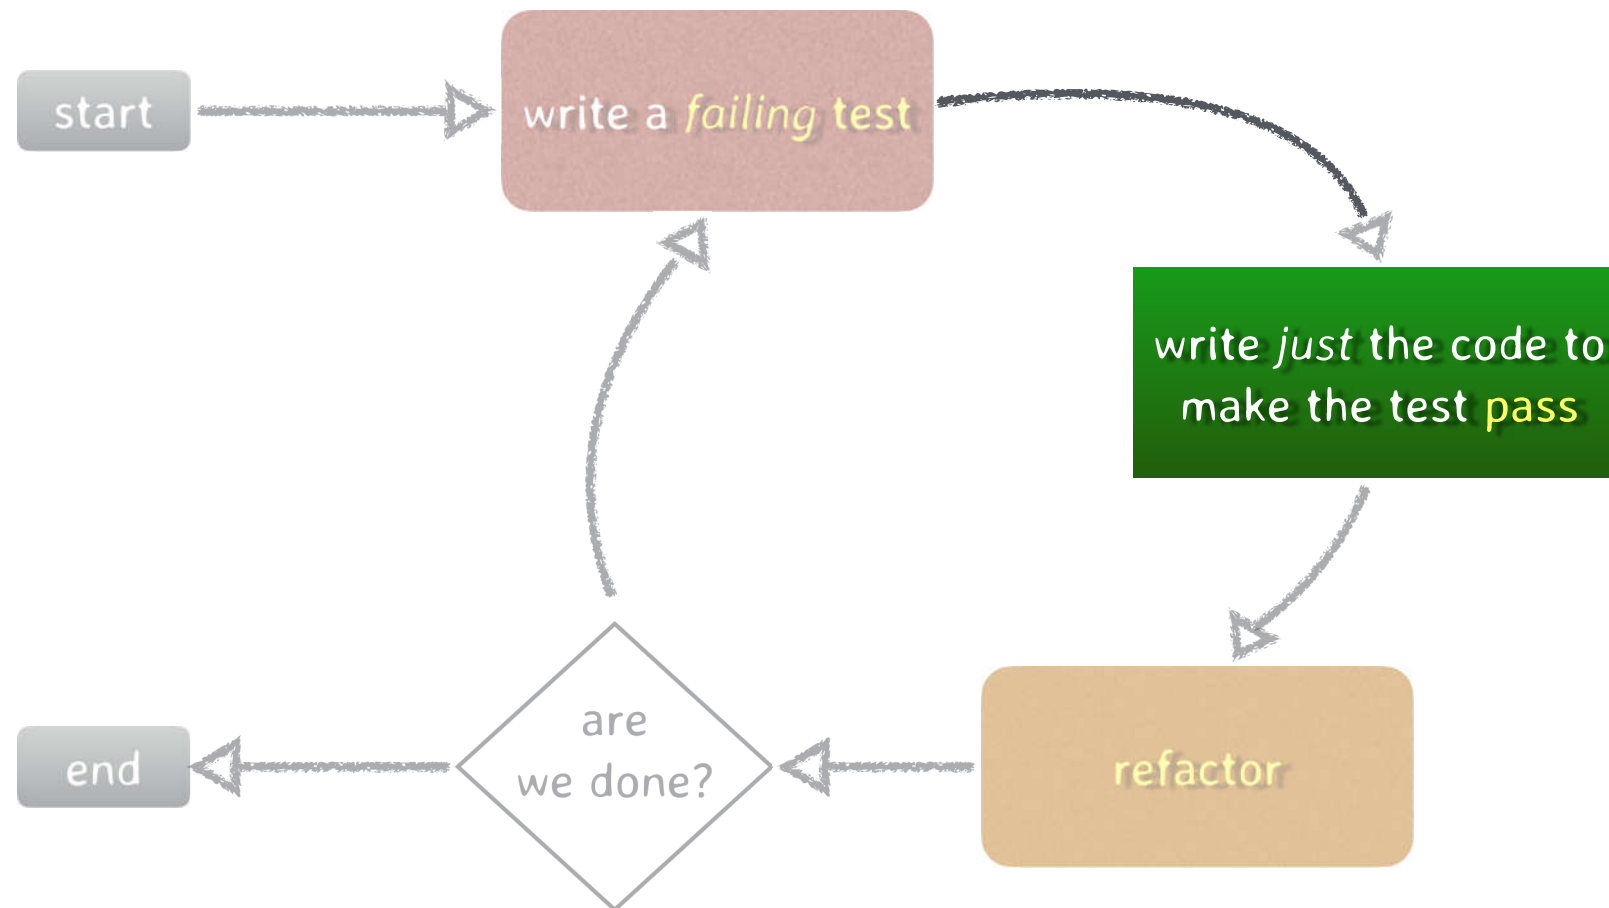 start
write a failing test
write just the code to
make the test pass
refactor
are
we done?
end